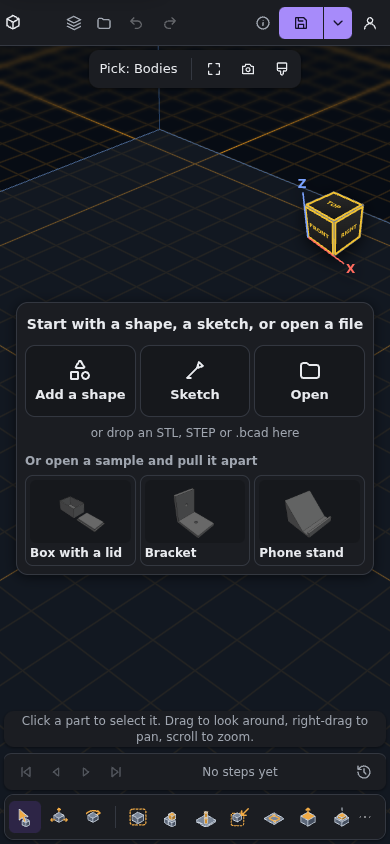 Pick: Bodies
Z
TOP
FRONT
RIGHT
X
Start with a shape, a sketch, or open a file
Add a shape
Sketch
Open
or drop an STL, STEP or .bcad here
Or open a sample and pull it apart
Box with a lid
Bracket
Phone stand
Click a part to select it. Drag to look around, right-drag to
pan, scroll to zoom.
No steps yet